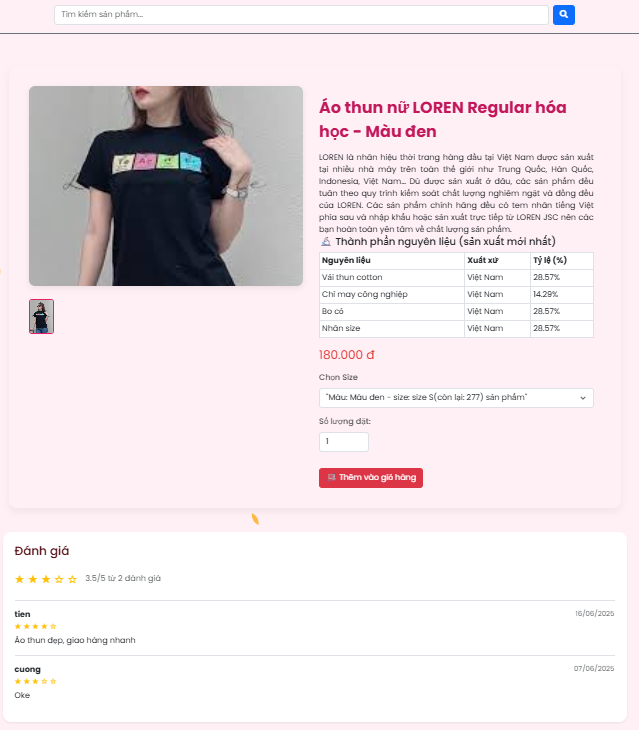 Tìm kiếm sản phẩm...
Áo thun nữ LOREN Regular hóa
học - Màu đen
LOREN là nhãn hiệu thời trang hàng đầu tại Việt Nam được sản xuất
tại nhiều nhà máy trên toàn thế giới như Trung Quốc, Hàn Quốc,
Indonesia, Việt Nam... Dù được sản xuất ở đâu, các sản phẩm đều
tuân theo quy trình kiểm soát chất lượng nghiêm ngặt và đồng đều
của LOREN. Các sản phẩm chính hãng đều có tem nhãn tiếng Việt
phía sau và nhập khẩu hoặc sản xuất trực tiếp từ LOREN JSC nên các
bạn hoàn toàn yên tâm về chất lượng sản phẩm.
Thành phần nguyên liệu (sản xuất mới nhất)
Nguyên liệu Xuất xứ Tỷ lệ (%)
Vải thun cotton Việt Nam 28.57%
Chỉ may công nghiệp Việt Nam 14.29%
Bo cổ Việt Nam 28.57%
Nhãn size Việt Nam 28.57%
180.000 đ
Chọn Size
"Màu: Màu đen - size: size S(còn lại: 277) sản phẩm"
Số lượng đặt:
1
Thêm vào giỏ hàng
Đánh giá
★ ★ ★ ☆ ☆ 3.5/5 từ 2 đánh giá
tien 16/06/2025
★ ★ ★ ★ ☆
Áo thun đẹp, giao hàng nhanh
cuong 07/06/2025
★ ★ ★ ☆ ☆
Oke